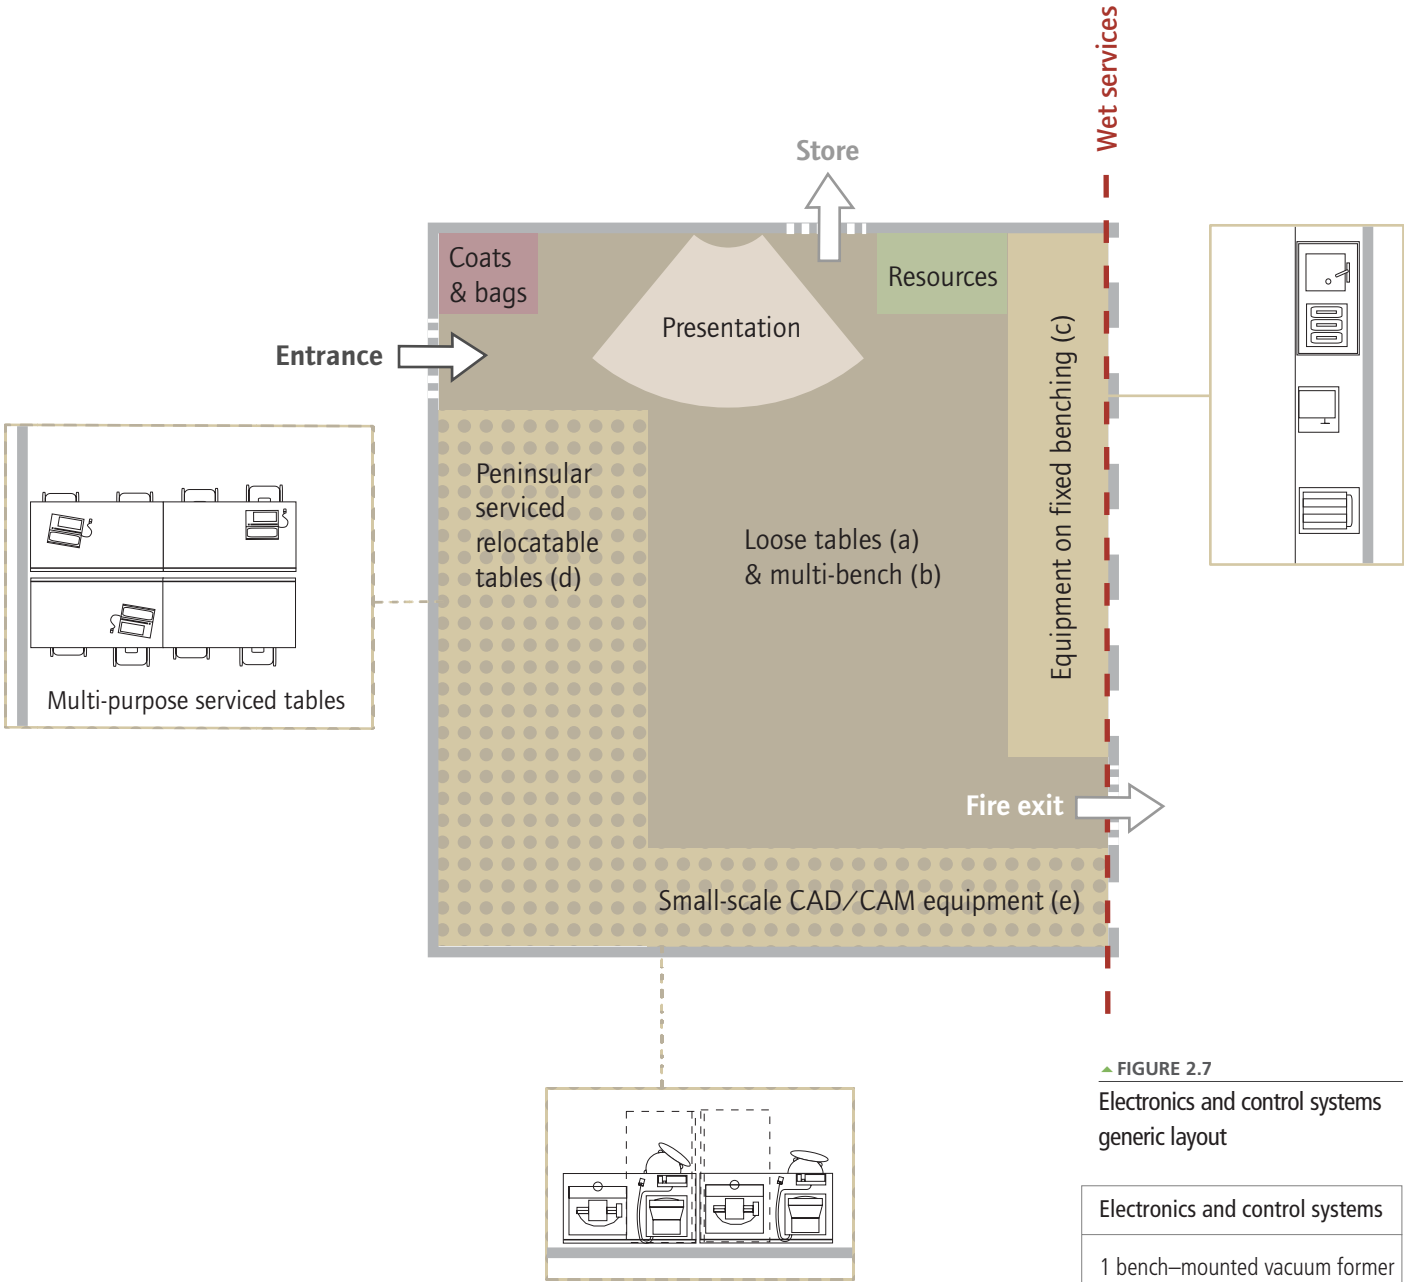 Wet services
Store
Coats
& bags
Resources
Presentation
Entrance
Equipment on fixed benching (c)
Peninsular
serviced
relocatable
tables (d)
Loose tables (a)
& multi-bench (b)
Multi-purpose serviced tables
Fire exit
Small-scale CAD/CAM equipment (e)
FIGURE 2.7
Electronics and control systems
generic layout
Electronics and control systems
1 bench–mounted vacuum former